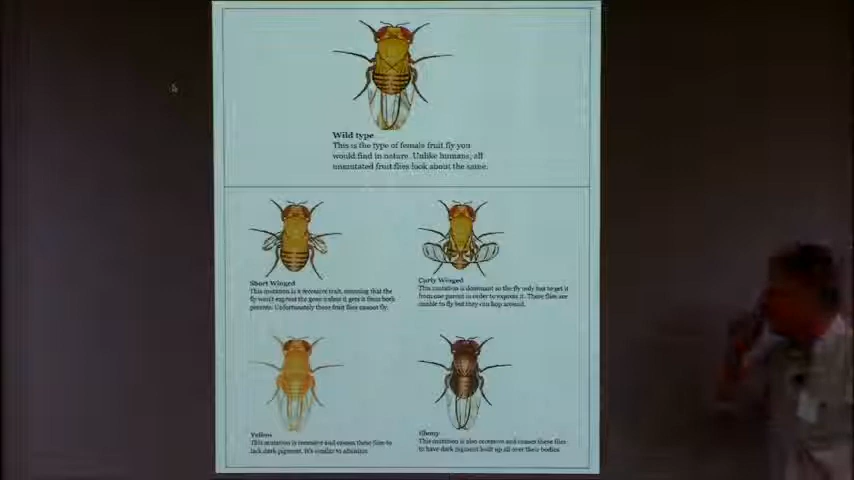 Wild type
This is the type of female fruit fly you
would find in nature. Unlike humans, all
unmutated fruit flies look about the same.
Short Winged
This mutation is a recessive trait, meaning that the
fly won't express the gene unless it gets it from both
parents. Unfortunately these fruit flies cannot fly.
Curly Winged
This mutation is dominant so the fly only has to get it
from one parent in order to express it. These flies are
unable to fly but they can hop around.
Yellow
This mutation is recessive and causes these flies to
lack dark pigment. It's similar to albinism.
Ebony
This mutation is also recessive and causes these flies
to have dark pigment built up all over their bodies.